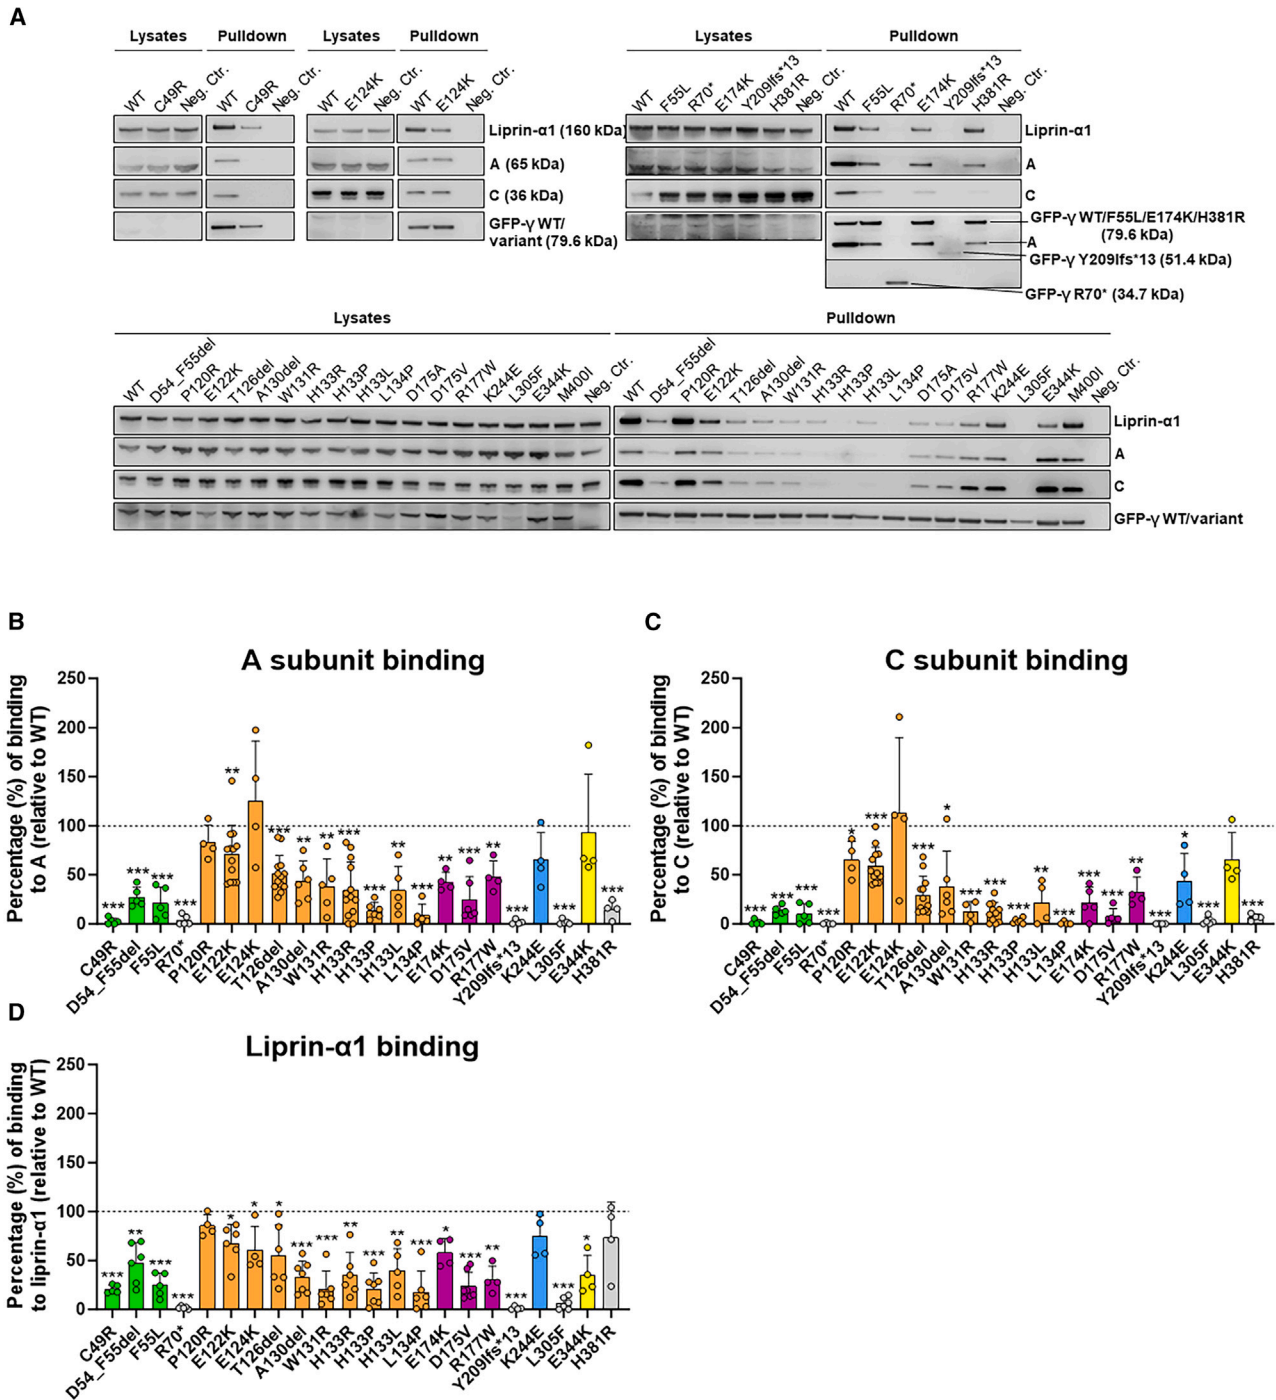 A
Lysates Pulldown Lysates Pulldown Lysates Pulldown
WT C49R Neg. Ctr. WT C49R Neg. Ctr. WT E124K Neg. Ctr. WT E124K Neg. Ctr. WT F55L R70* E174K Y209Ifs*13 H381R Neg. Ctr. WT F55L R70* E174K Y209Ifs*13 H381R Neg. Ctr.
Liprin-α1 (160 kDa) Liprin-α1
A (65 kDa) A
C (36 kDa) C
GFP-γ WT/
variant (79.6 kDa)
GFP-γ WT/F55L/E174K/H381R
(79.6 kDa)
A
GFP-γ Y209Ifs*13 (51.4 kDa)
GFP-γ R70* (34.7 kDa)
Lysates Pulldown
WT D54_F55del P120R E122K T126del A130del W131R H133R H133P H133L L134P D175A D175V R177W K244E L305F E344K M400I Neg. Ctr. WT D54_F55del P120R E122K T126del A130del W131R H133R H133P H133L L134P D175A D175V R177W K244E L305F E344K M400I Neg. Ctr.
Liprin-α1
A
C
GFP-γ WT/variant
B
A subunit binding
Percentage (%) of binding
to A (relative to WT)
250
200
150
100
50
0
*** *** *** *** ** *** ** ** *** *** ** *** ** *** ** *** *** ***
C49R D54_F55del F55L R70* P120R E122K E124K T126del A130del W131R H133R H133P H133L L134P E174K D175V R177W Y209Ifs*13 K244E L305F E344K H381R
C
C subunit binding
Percentage (%) of binding
to C (relative to WT)
250
200
150
100
50
0
*** *** *** *** * *** *** * *** *** *** ** *** *** *** ** *** * *** ***
C49R D54_F55del F55L R70* P120R E122K E124K T126del A130del W131R H133R H133P H133L L134P E174K D175V R177W Y209Ifs*13 K244E L305F E344K H381R
D
Liprin-α1 binding
Percentage (%) of binding
to liprin-α1 (relative to WT)
250
200
150
100
50
0
*** ** *** *** * * * *** *** ** *** ** *** * *** ** *** *** *
C49R D54_F55del F55L R70* P120R E122K E124K T126del A130del W131R H133R H133P H133L L134P E174K D175V R177W Y209Ifs*13 K244E L305F E344K H381R